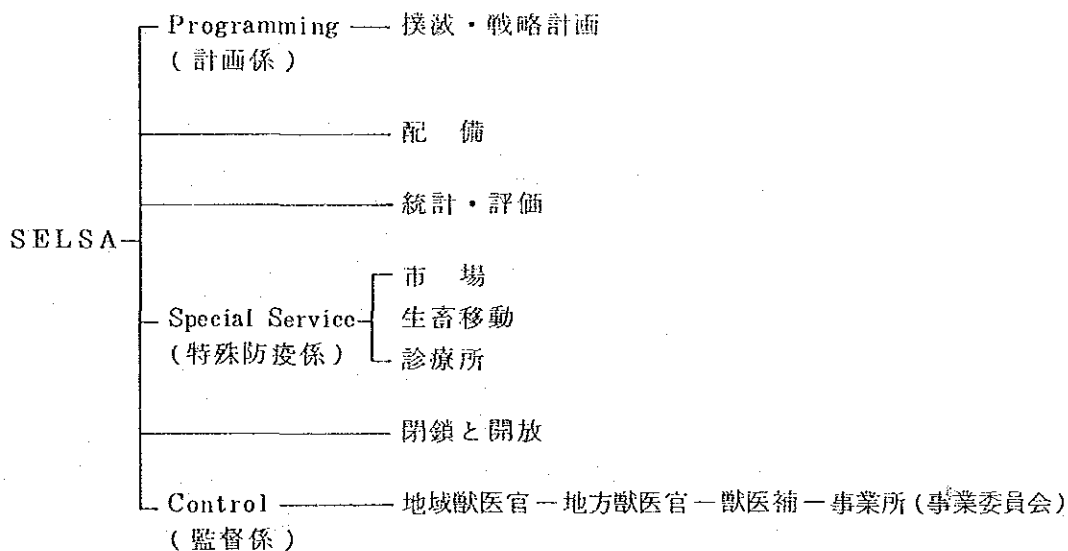 Programming 撲滅・戦略計画
(計画係)
配 備
統計・評価
SELSA
市 場
Special Service 生畜移動
(特殊防疫係) 診療所
閉鎖と開放
Control 地域獣医官ー地方獣医官ー獣医補ー事業所(事業委員会)
(監督係)